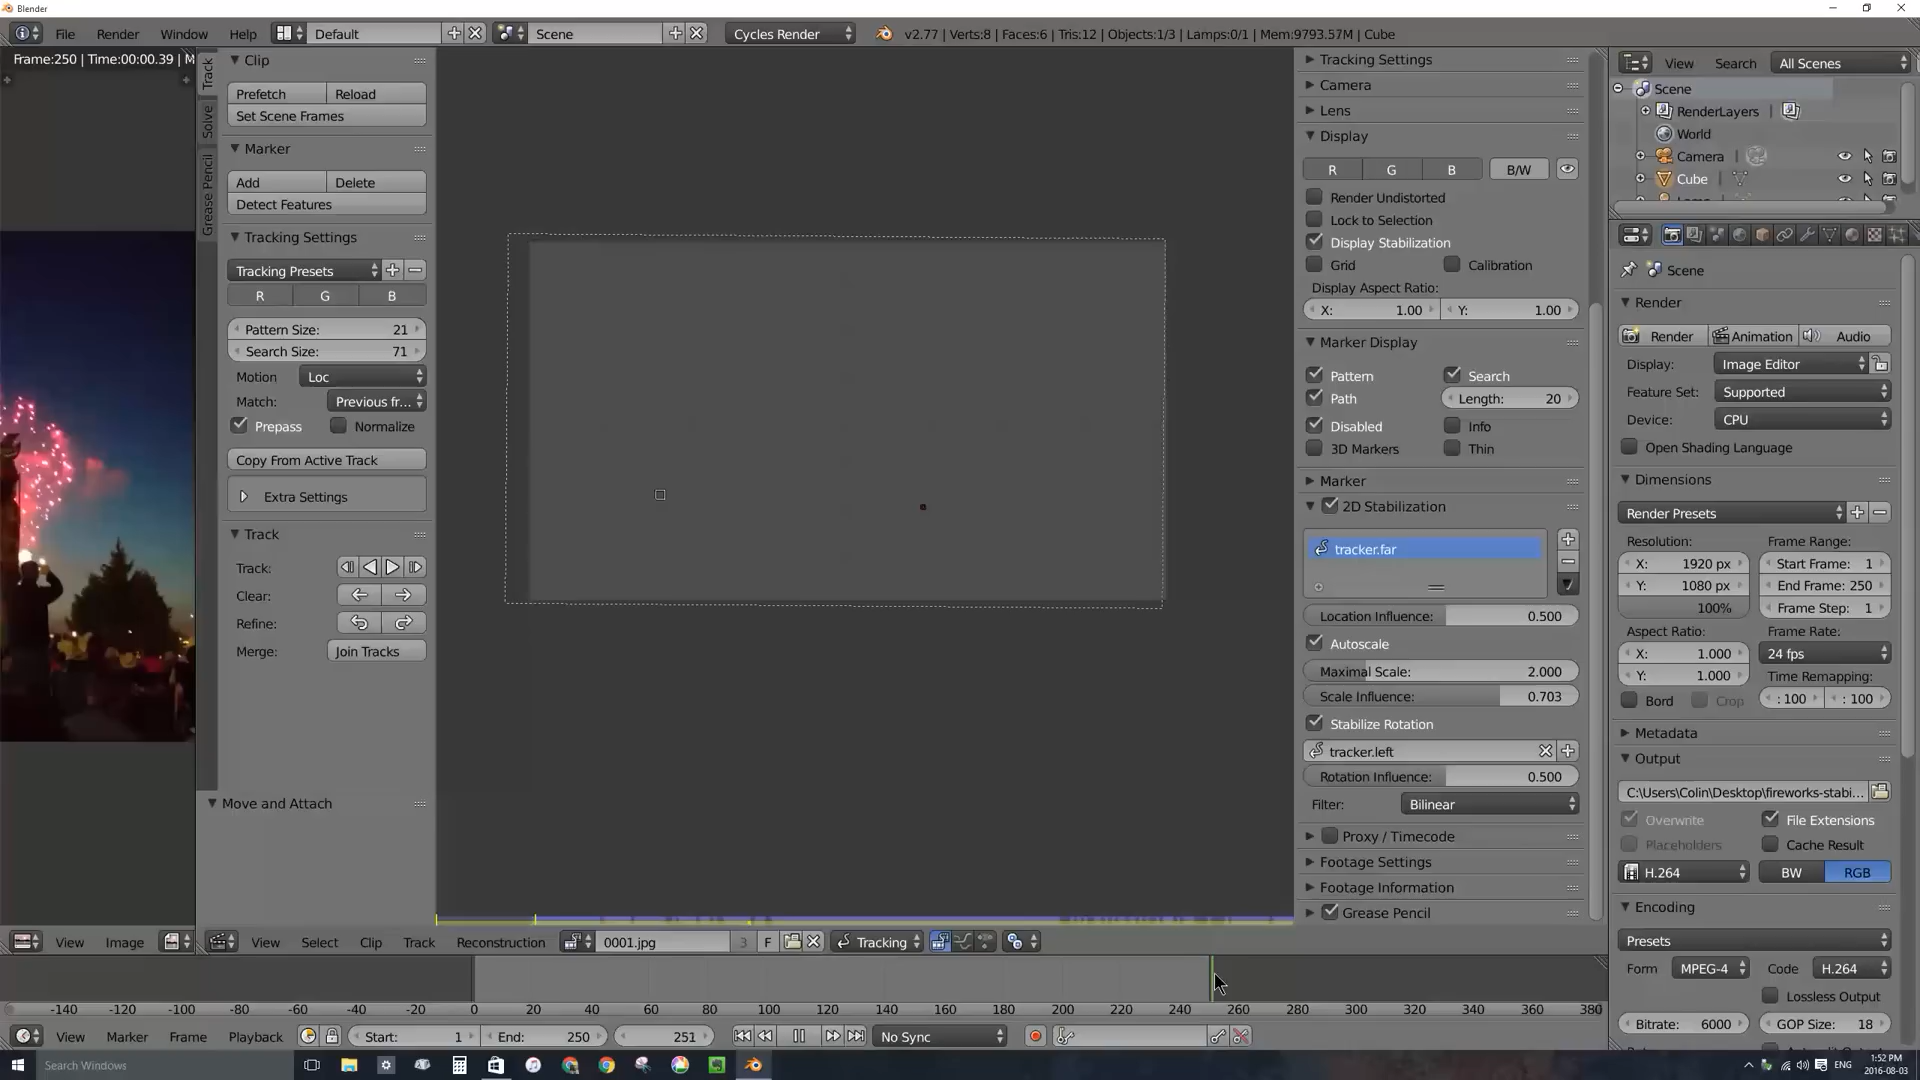 Blender
File Render Window Help Default Scene Cycles Render v2.77 | Verts:8 | Faces:6 | Tris:12 | Objects:1/3 | Lamps:0/1 | Mem:9793.57M | Cube
Frame:250 | Time:00:00.39 | M
Track
Solve
Grease Pencil
Clip
Prefetch Reload
Set Scene Frames
Marker
Add Delete
Detect Features
Tracking Settings
Tracking Presets
R G B
Pattern Size: 21
Search Size: 71
Motion Loc
Match: Previous fr...
Prepass Normalize
Copy From Active Track
Extra Settings
Track
Track:
Clear:
Refine:
Merge: Join Tracks
Move and Attach
Tracking Settings
Camera
Lens
Display
R G B B/W
Render Undistorted
Lock to Selection
Display Stabilization
Grid Calibration
Display Aspect Ratio:
X: 1.00 Y: 1.00
Marker Display
Pattern Search
Path Length: 20
Disabled Info
3D Markers Thin
Marker
2D Stabilization
tracker.far
Location Influence: 0.500
Autoscale
Maximal Scale: 2.000
Scale Influence: 0.703
Stabilize Rotation
tracker.left
Rotation Influence: 0.500
Filter: Bilinear
Proxy / Timecode
Footage Settings
Footage Information
Grease Pencil
View Search All Scenes
Scene
RenderLayers |
World
Camera
Cube
Scene
Render
Render Animation Audio
Display: Image Editor
Feature Set: Supported
Device: CPU
Open Shading Language
Dimensions
Render Presets
Resolution: Frame Range:
X: 1920 px Start Frame: 1
Y: 1080 px End Frame: 250
100% Frame Step: 1
Aspect Ratio: Frame Rate:
X: 1.000 24 fps
Y: 1.000 Time Remapping:
Bord Crop : 100 : 100
Metadata
Output
C:\Users\Colin\Desktop\fireworks-stabi...
Overwrite File Extensions
Placeholders Cache Result
H.264 BW RGB
Encoding
Presets
Form MPEG-4 Code H.264
Lossless Output
Bitrate: 6000 GOP Size: 18
View Image View Select Clip Track Reconstruction 0001.jpg 3 F Tracking
-140 -120 -100 -80 -60 -40 -20 0 20 40 60 80 100 120 140 160 180 200 220 240 260 280 300 320 340 360 380
View Marker Frame Playback Start: 1 End: 250 251 No Sync
Search Windows ENG 1:52 PM
2016-08-03